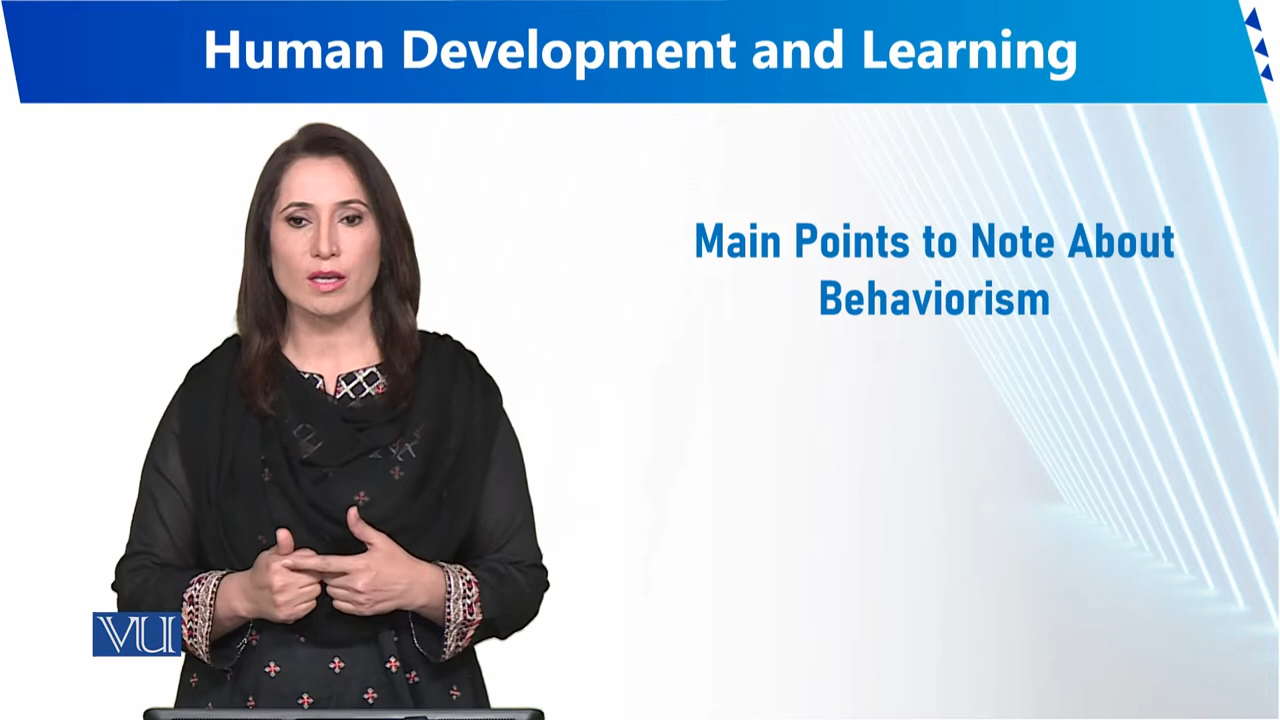 Human Development and Learning
Main Points to Note About
Behaviorism
VU